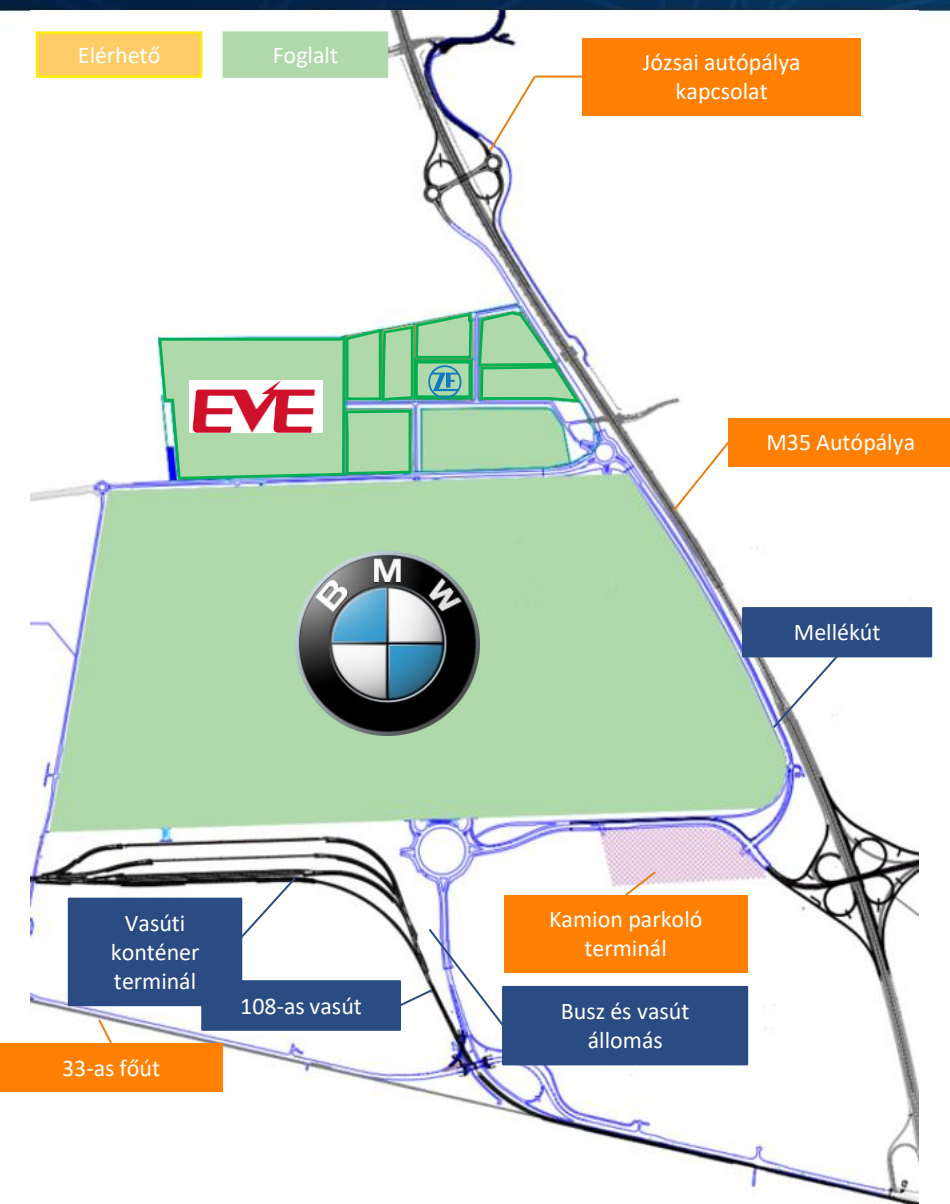 Elérhető
Foglalt
Józsai autópálya
kapcsolat
ZF
EVE
M35 Autópálya
BMW
Mellékút
Vasúti
konténer
terminál
Kamion parkoló
terminál
108-as vasút
Busz és vasút
állomás
33-as főút